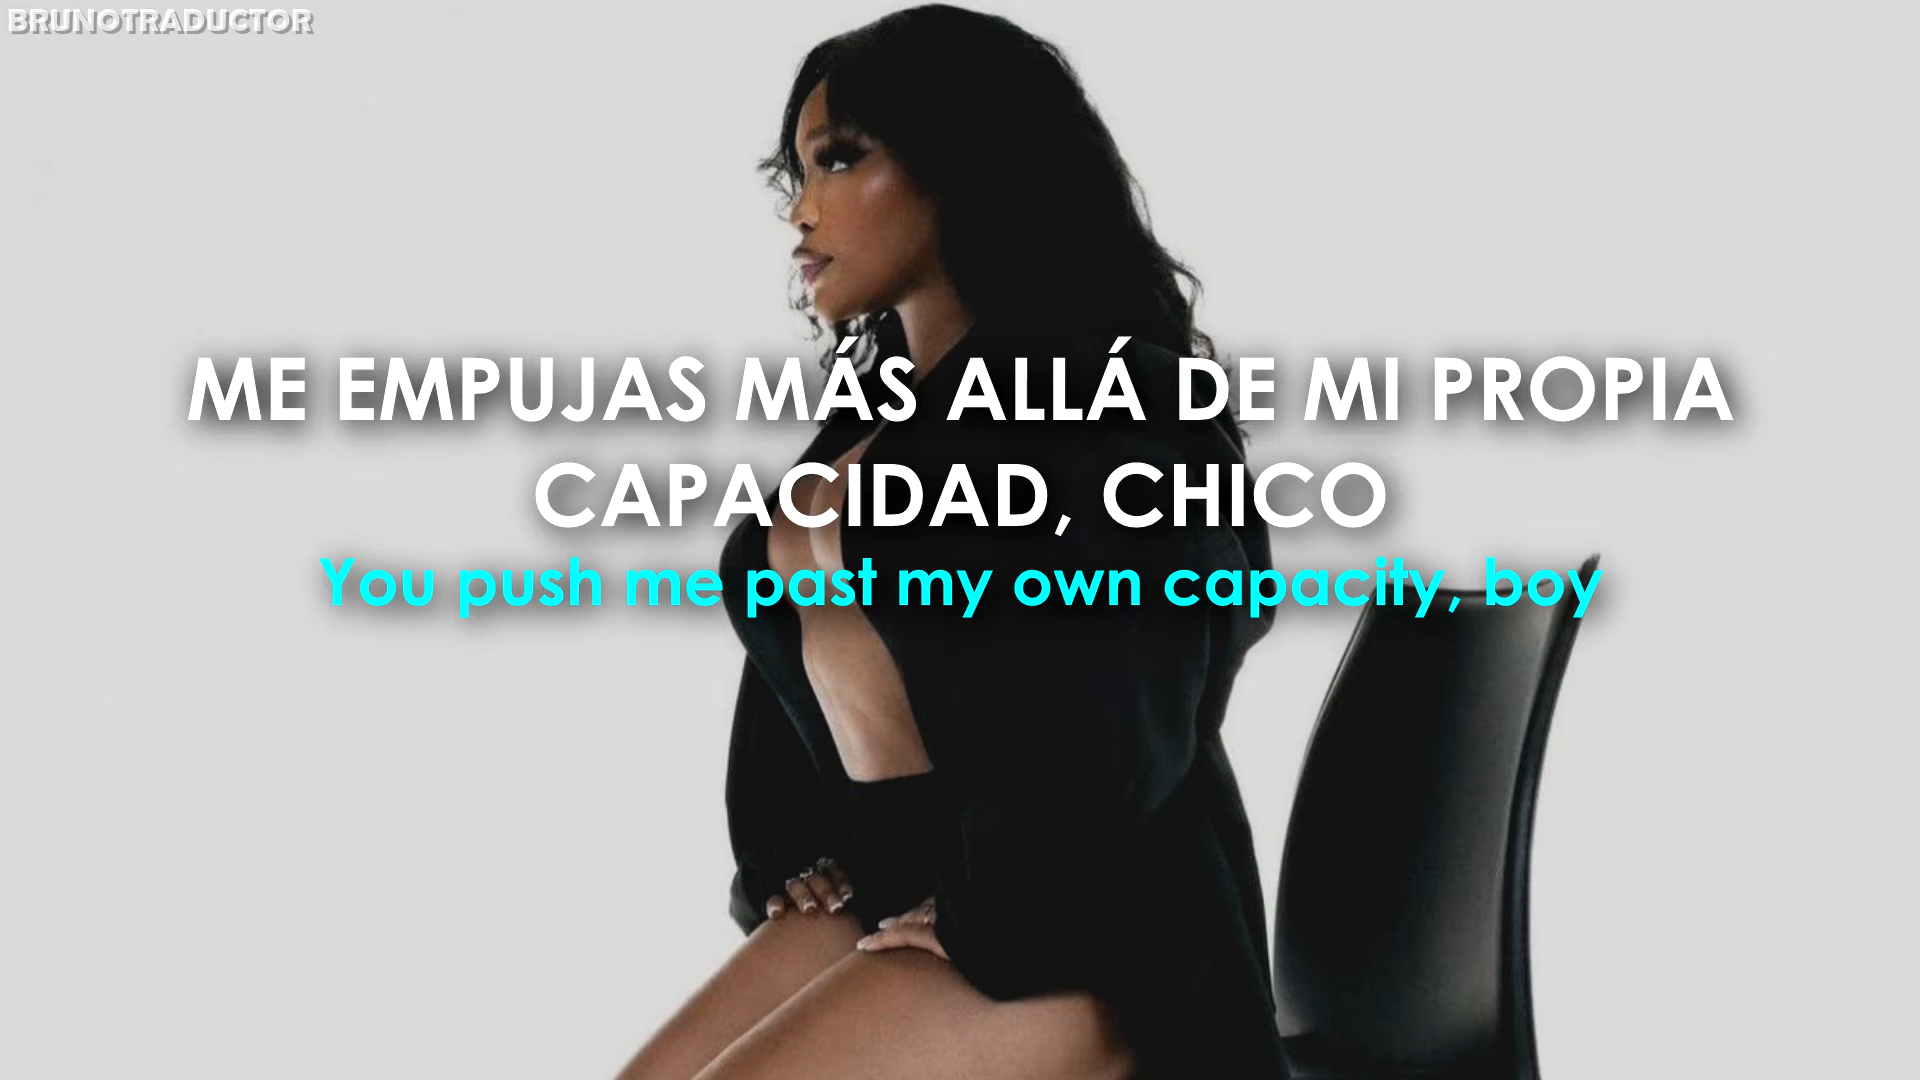 BRUNOTRADUCTOR
ME EMPUJAS MÁS ALLÁ DE MI PROPIA
CAPACIDAD, CHICO
You push me past my own capacity, boy